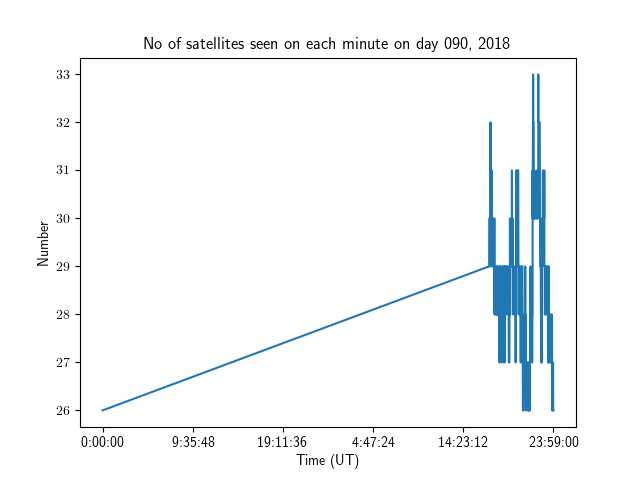 No of satellites seen on each minute on day 090, 2018
33
32
31
30
29
28
27
26
Number
0:00:00 9:35:48 19:11:36 4:47:24 14:23:12 23:59:00
Time (UT)